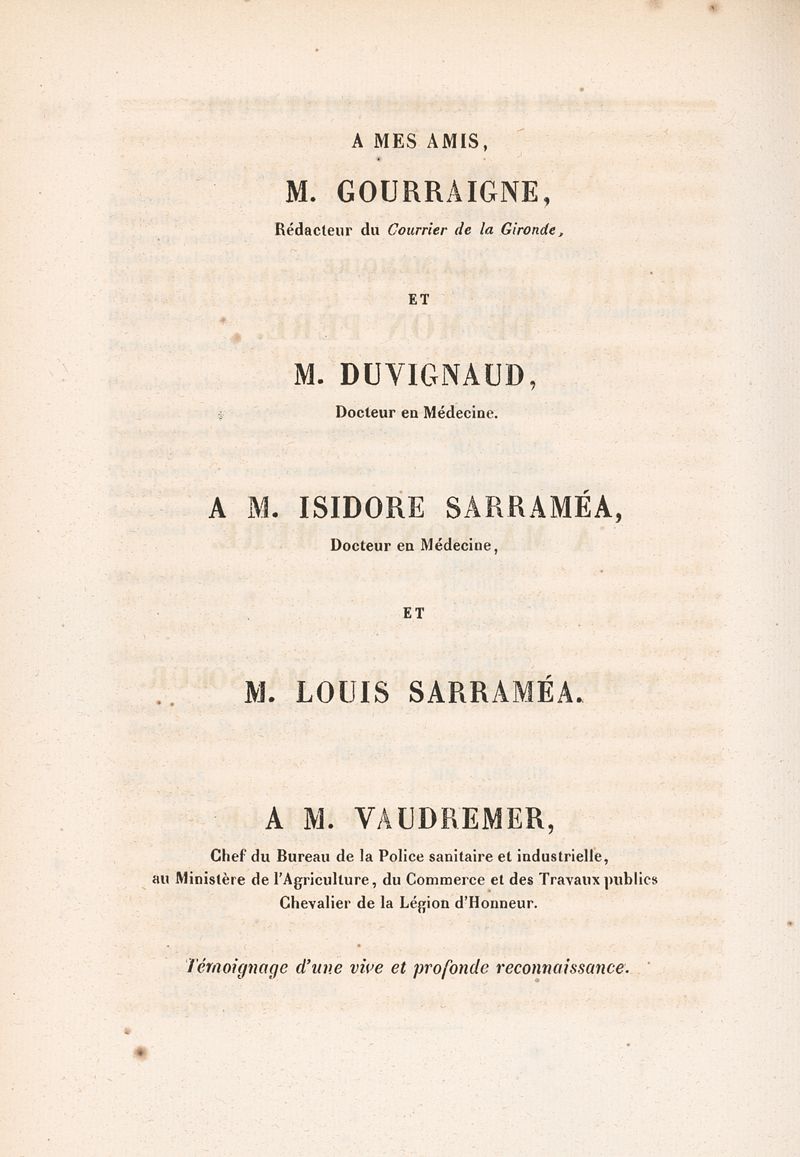 A MES AMIS,
M. GOURRAIGNE,
Rédacteur du Courrier de la Gironde,
ET
M. DUVIGNAUD,
Docteur en Médecine.
A M. ISIDORE SARRAMÉA,
Docteur en Médecine,
ET
M. LOUIS SARRAMÉA.
A M. VAUDREMER,
Chef du Bureau de la Police sanitaire et industrielle,
au Ministère de l'Agriculture, du Commerce et des Travaux publics
Chevalier de la Légion d'Honneur.
Témoignage d'une vive et profonde reconnaissance.